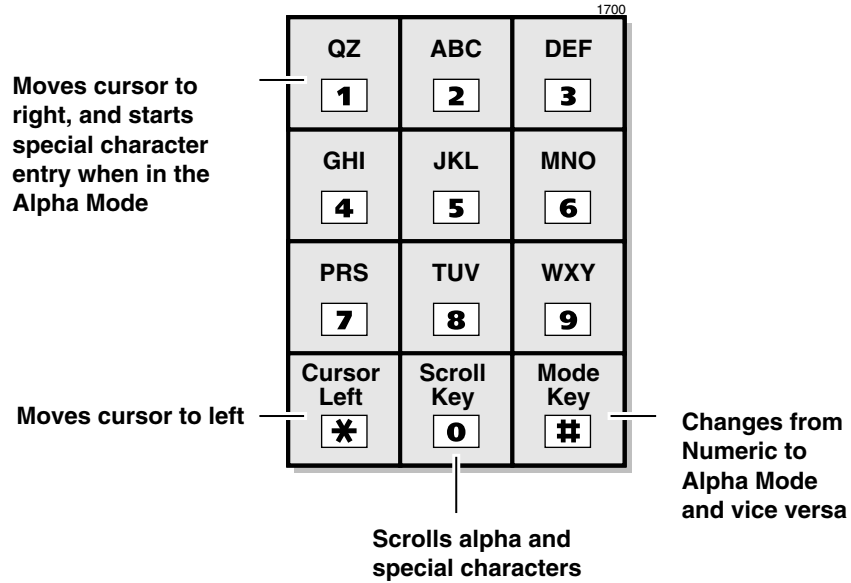 1700
QZ ABC DEF
1 2 3
Moves cursor to
right, and starts
special character
entry when in the
Alpha Mode
GHI JKL MNO
4 5 6
PRS TUV WXY
7 8 9
Cursor
Left
*
Scroll
Key
0
Mode
Key
#
Moves cursor to left
Changes from
Numeric to
Alpha Mode
and vice versa
Scrolls alpha and
special characters